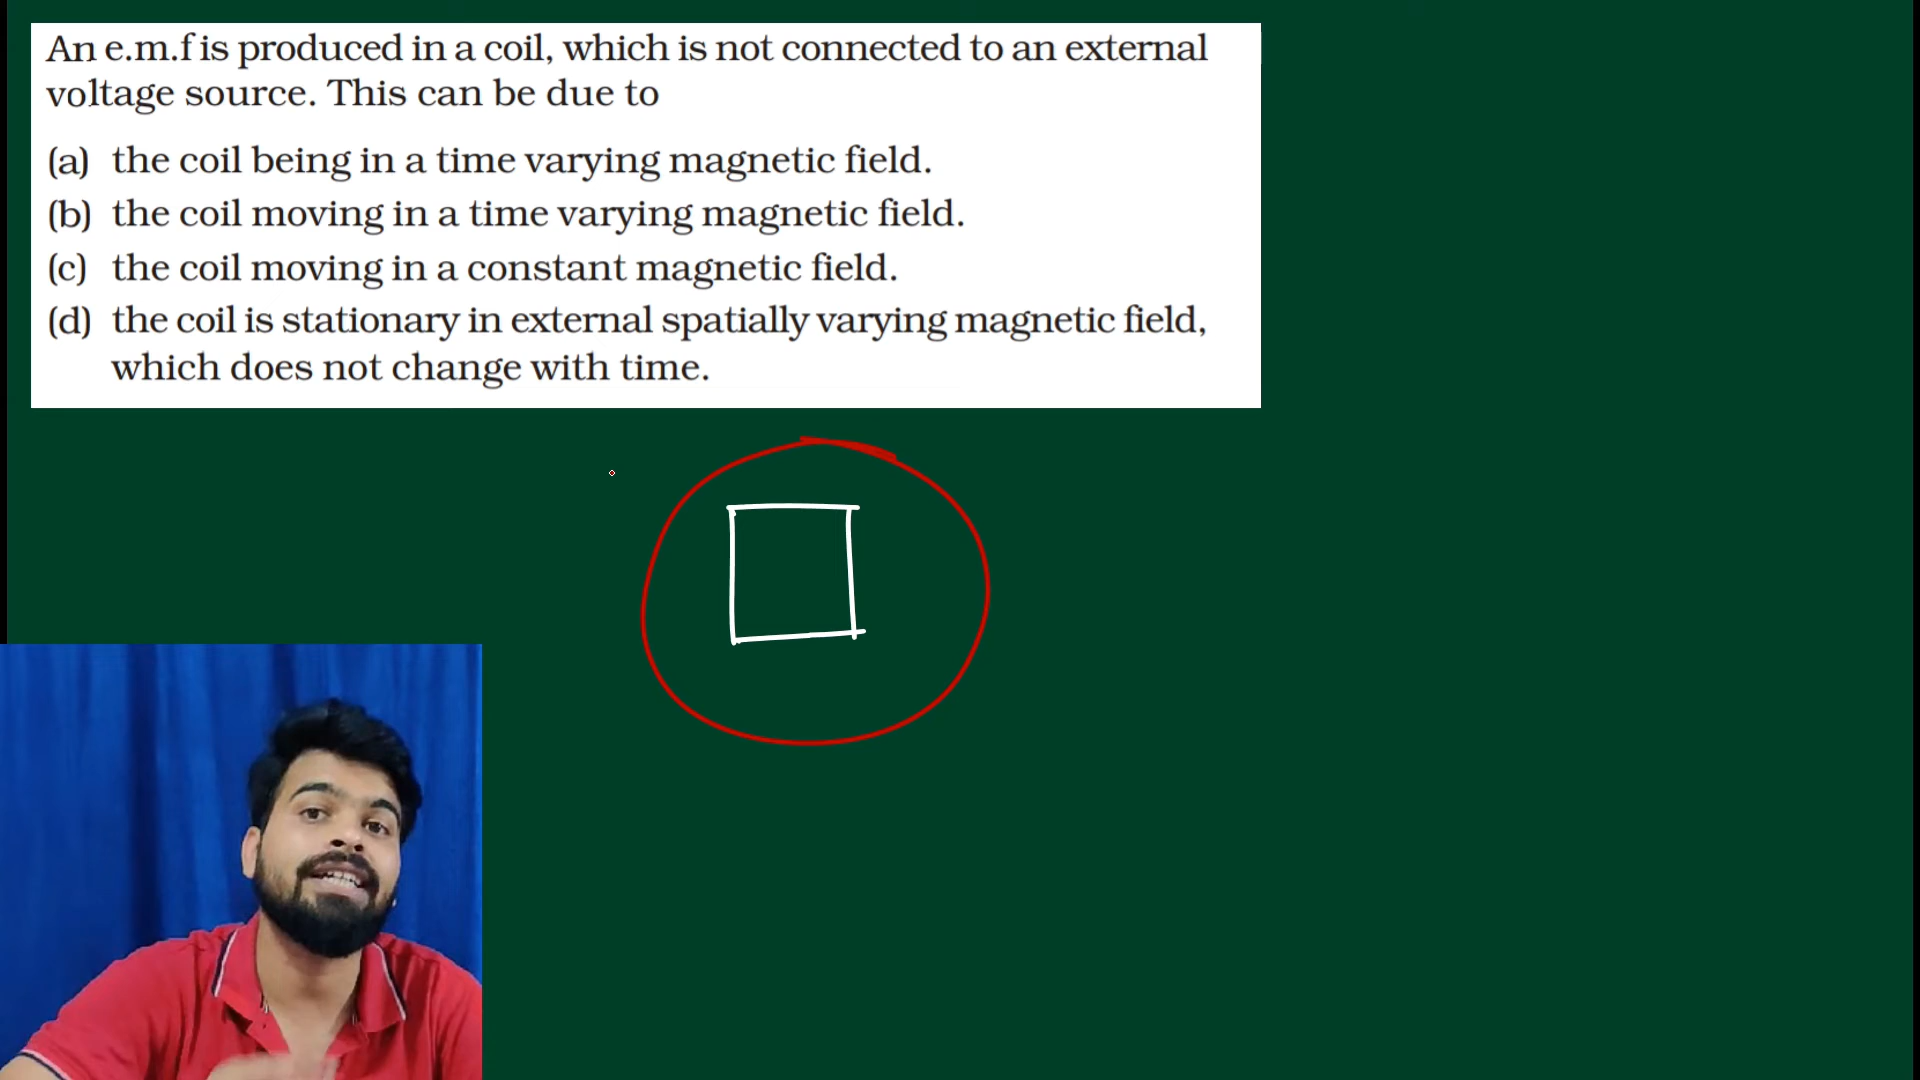 An e.m.f is produced in a coil, which is not connected to an external
voltage source. This can be due to
(a) the coil being in a time varying magnetic field.
(b) the coil moving in a time varying magnetic field.
(c) the coil moving in a constant magnetic field.
(d) the coil is stationary in external spatially varying magnetic field,
which does not change with time.